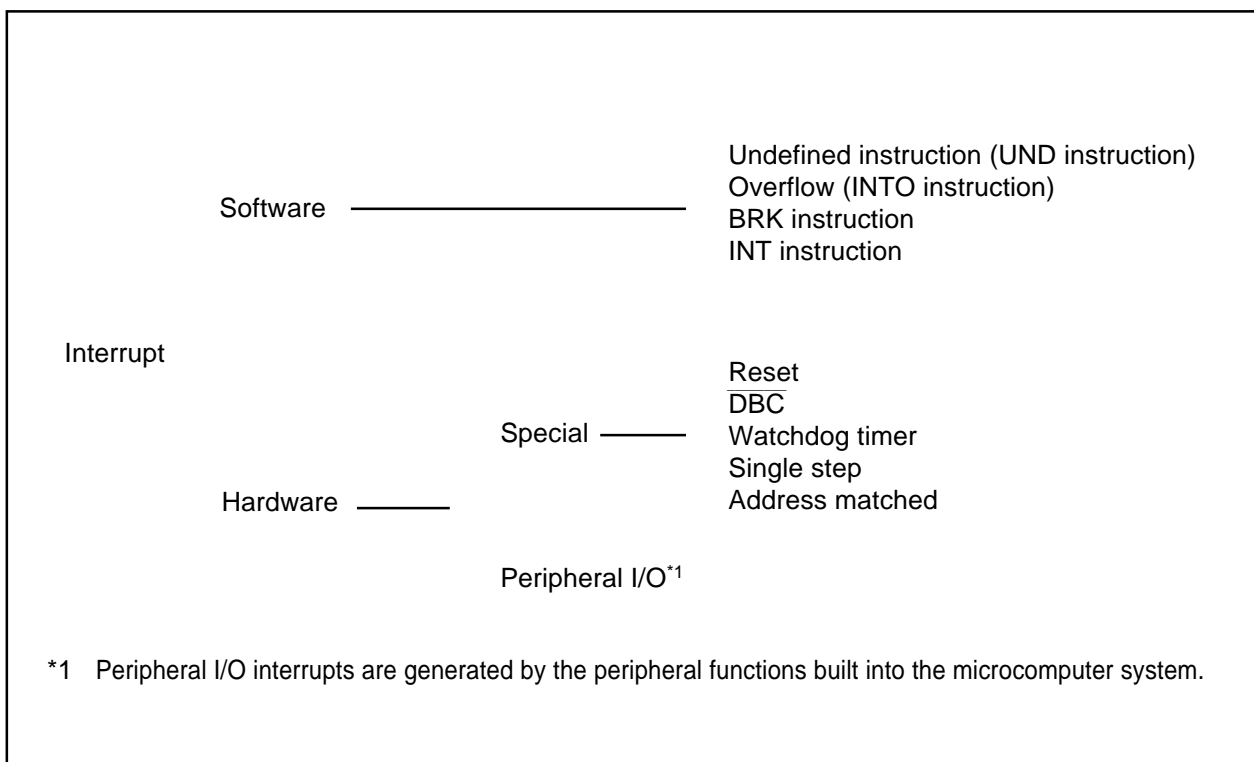 Undefined instruction (UND instruction)
Overflow (INTO instruction)
Software
BRK instruction
INT instruction
Interrupt
Reset
D̅B̅C̅
Special
Watchdog timer
Single step
Hardware
Address matched
Peripheral I/O*1
*1 Peripheral I/O interrupts are generated by the peripheral functions built into the microcomputer system.